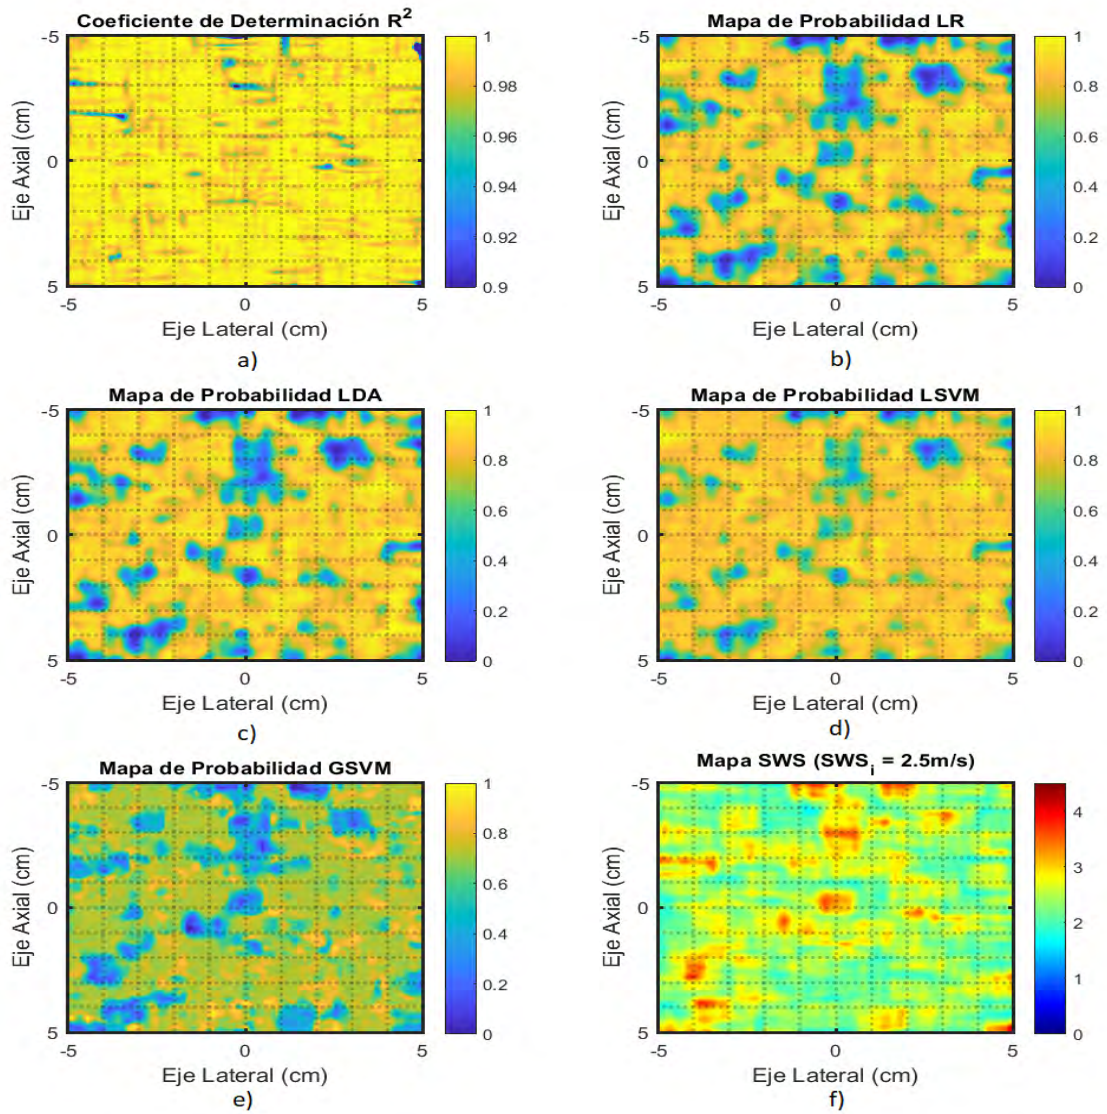 Coeficiente de Determinación R²
-5
0
5
Eje Axial (cm)
-5 0 5
Eje Lateral (cm)
1
0.98
0.96
0.94
0.92
0.9
a)
Mapa de Probabilidad LR
-5
0
5
Eje Axial (cm)
-5 0 5
Eje Lateral (cm)
1
0.8
0.6
0.4
0.2
0
b)
Mapa de Probabilidad LDA
-5
0
5
Eje Axial (cm)
-5 0 5
Eje Lateral (cm)
1
0.8
0.6
0.4
0.2
0
c)
Mapa de Probabilidad LSVM
-5
0
5
Eje Axial (cm)
-5 0 5
Eje Lateral (cm)
1
0.8
0.6
0.4
0.2
0
d)
Mapa de Probabilidad GSVM
-5
0
5
Eje Axial (cm)
-5 0 5
Eje Lateral (cm)
1
0.8
0.6
0.4
0.2
0
e)
Mapa SWS (SWSᵢ = 2.5m/s)
-5
0
5
Eje Axial (cm)
-5 0 5
Eje Lateral (cm)
4
3
2
1
0
f)